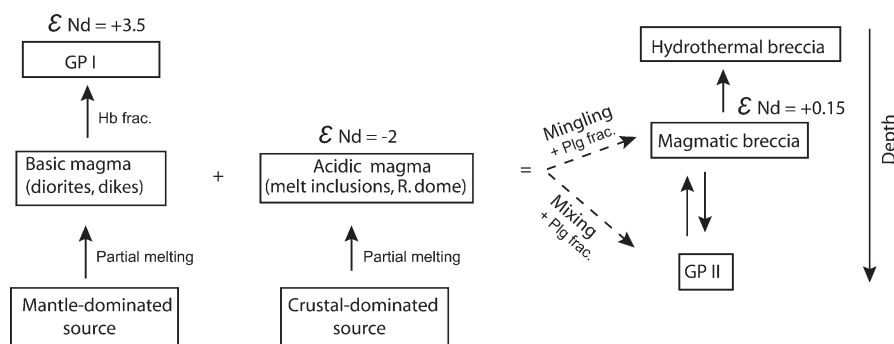 ℰ Nd = +3.5
GP I
Hb frac.
Basic magma
(diorites, dikes)
Partial melting
Mantle-dominated
source
+
ℰ Nd = -2
Acidic magma
(melt inclusions, R. dome)
Partial melting
Crustal-dominated
source
=
Mingling
+ Plg frac.
Mixing
+ Plg frac.
Hydrothermal breccia
ℰ Nd = +0.15
Magmatic breccia
GP II
Depth